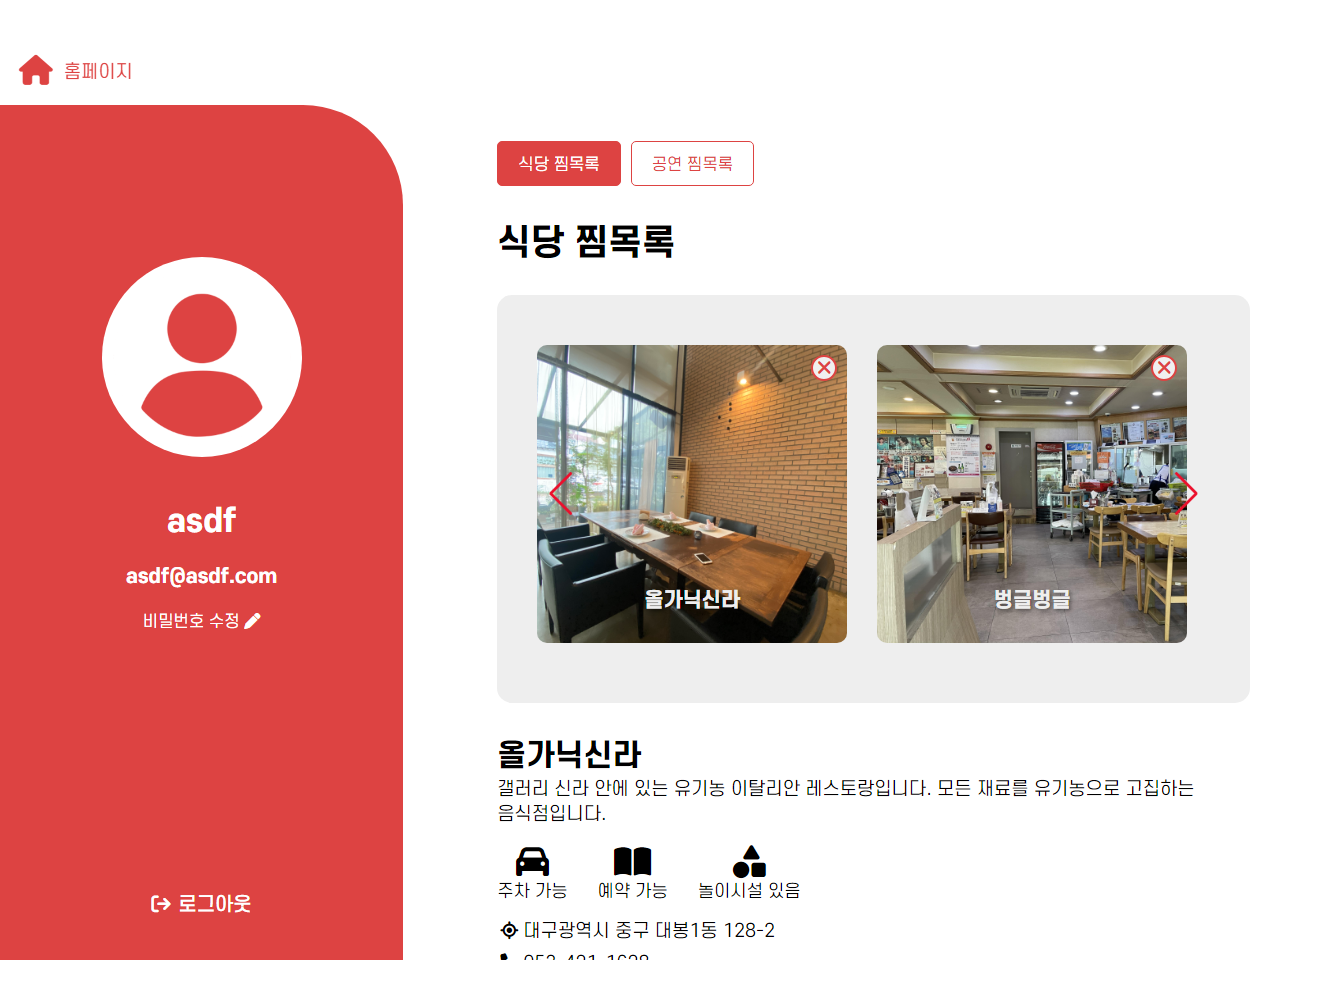 홈페이지
asdf
asdf@asdf.com
비밀번호 수정
로그아웃
식당 찜목록
공연 찜목록
식당 찜목록
올가닉신라
벙글벙글
올가닉신라
갤러리 신라 안에 있는 유기농 이탈리안 레스토랑입니다. 모든 재료를 유기농으로 고집하는
음식점입니다.
주차 가능
예약 가능
놀이시설 있음
대구광역시 중구 대봉1동 128-2